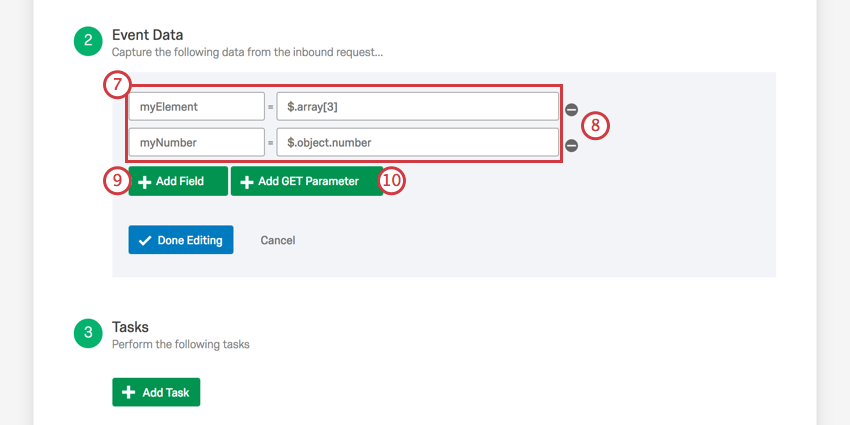 2 Event Data
Capture the following data from the inbound request...
7
myElement = $.array[3]
8
myNumber = $.object.number
9 Add Field Add GET Parameter 10
Done Editing Cancel
3 Tasks
Perform the following tasks
Add Task